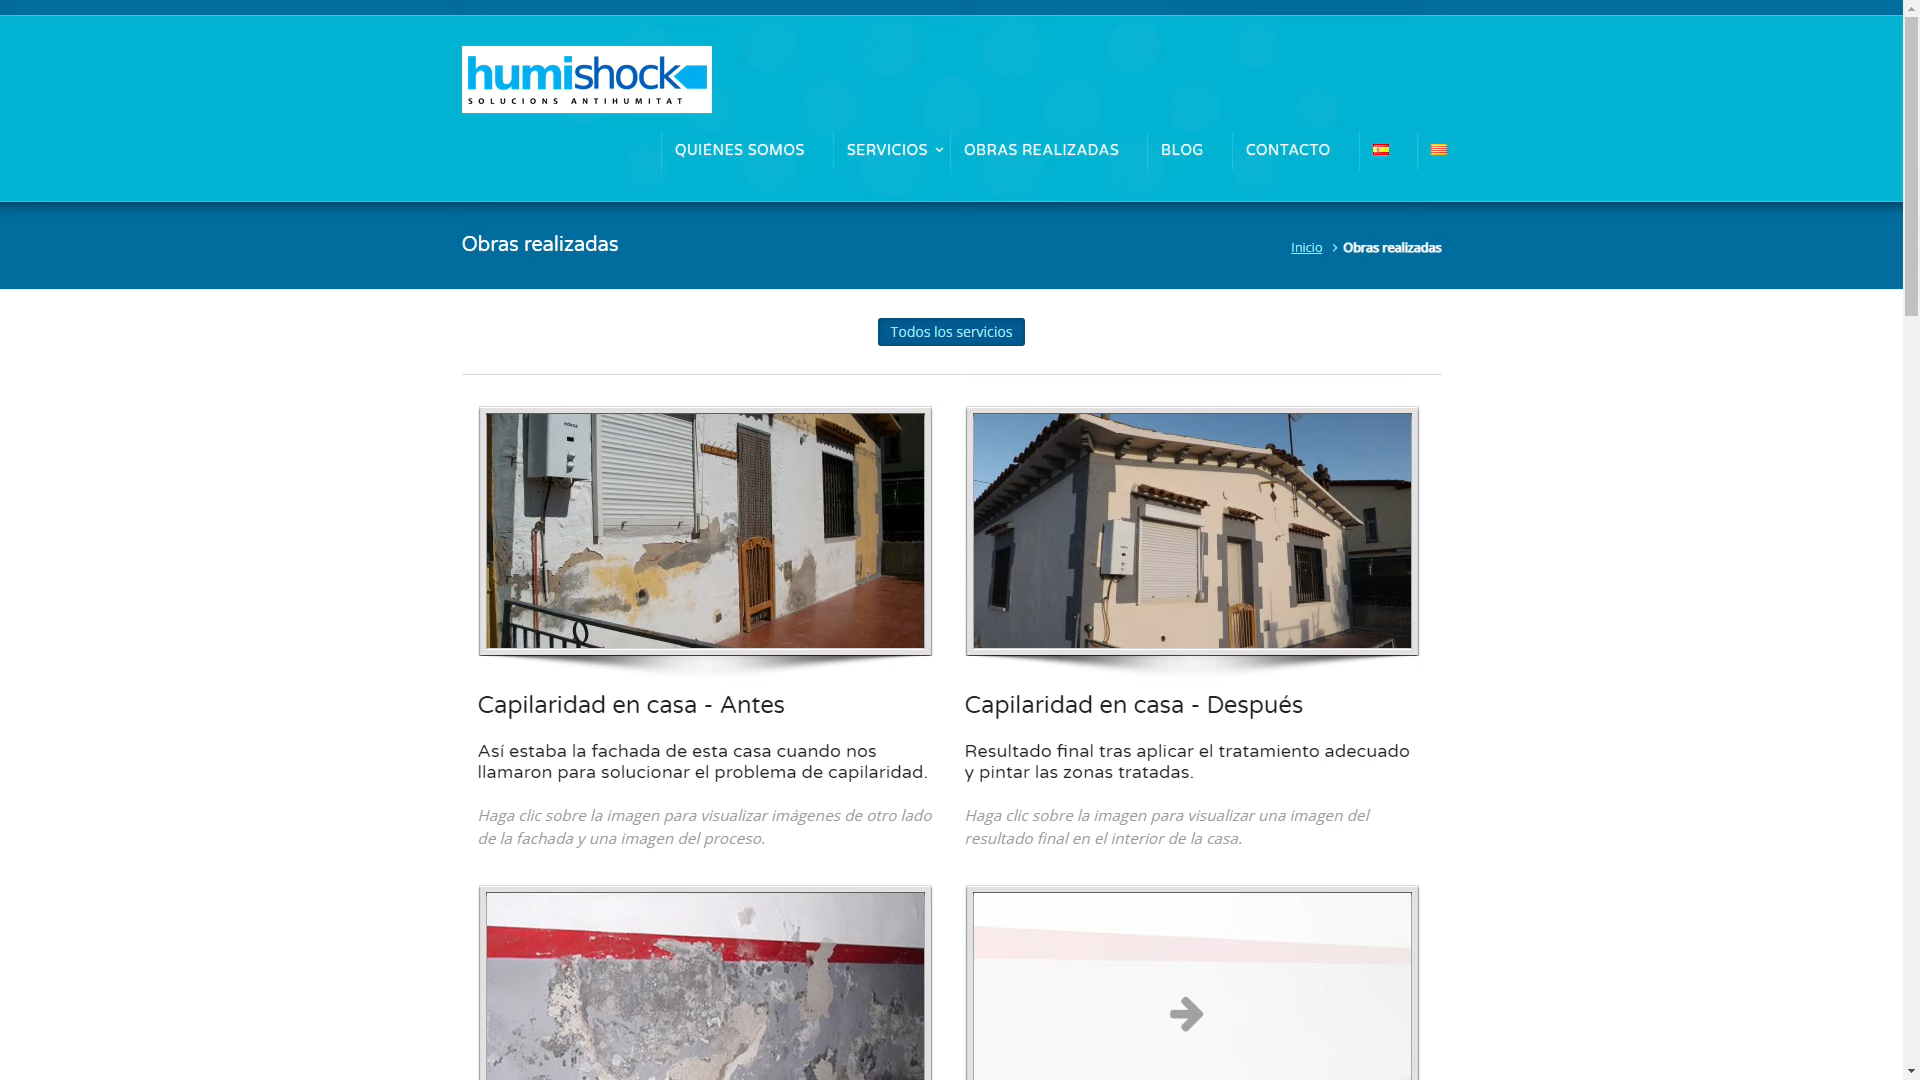 humishock
SOLUCIONS ANTIHUMITAT
QUIÉNES SOMOS
SERVICIOS
OBRAS REALIZADAS
BLOG
CONTACTO
Obras realizadas
Inicio > Obras realizadas
Todos los servicios
edesa
Capilaridad en casa - Antes
Así estaba la fachada de esta casa cuando nos
llamaron para solucionar el problema de capilaridad.
Haga clic sobre la imagen para visualizar imágenes de otro lado
de la fachada y una imagen del proceso.
Capilaridad en casa - Después
Resultado final tras aplicar el tratamiento adecuado
y pintar las zonas tratadas.
Haga clic sobre la imagen para visualizar una imagen del
resultado final en el interior de la casa.